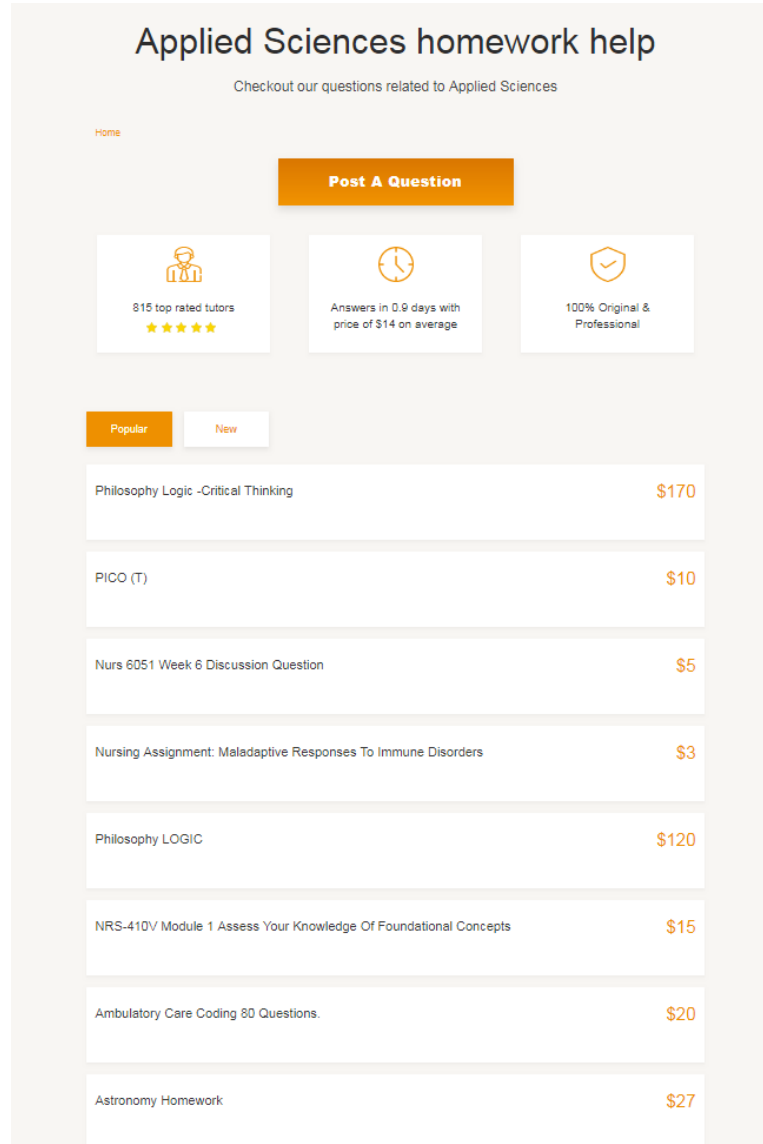 Applied Sciences homework help
Checkout our questions related to Applied Sciences
Home
Post A Question
815 top rated tutors
Answers in 0.9 days with
price of $14 on average
100% Original &
Professional
Popular
New
Philosophy Logic -Critical Thinking
$170
PICO (T)
$10
Nurs 6051 Week 6 Discussion Question
$5
Nursing Assignment: Maladaptive Responses To Immune Disorders
$3
Philosophy LOGIC
$120
NRS-410V Module 1 Assess Your Knowledge Of Foundational Concepts
$15
Ambulatory Care Coding 80 Questions.
$20
Astronomy Homework
$27